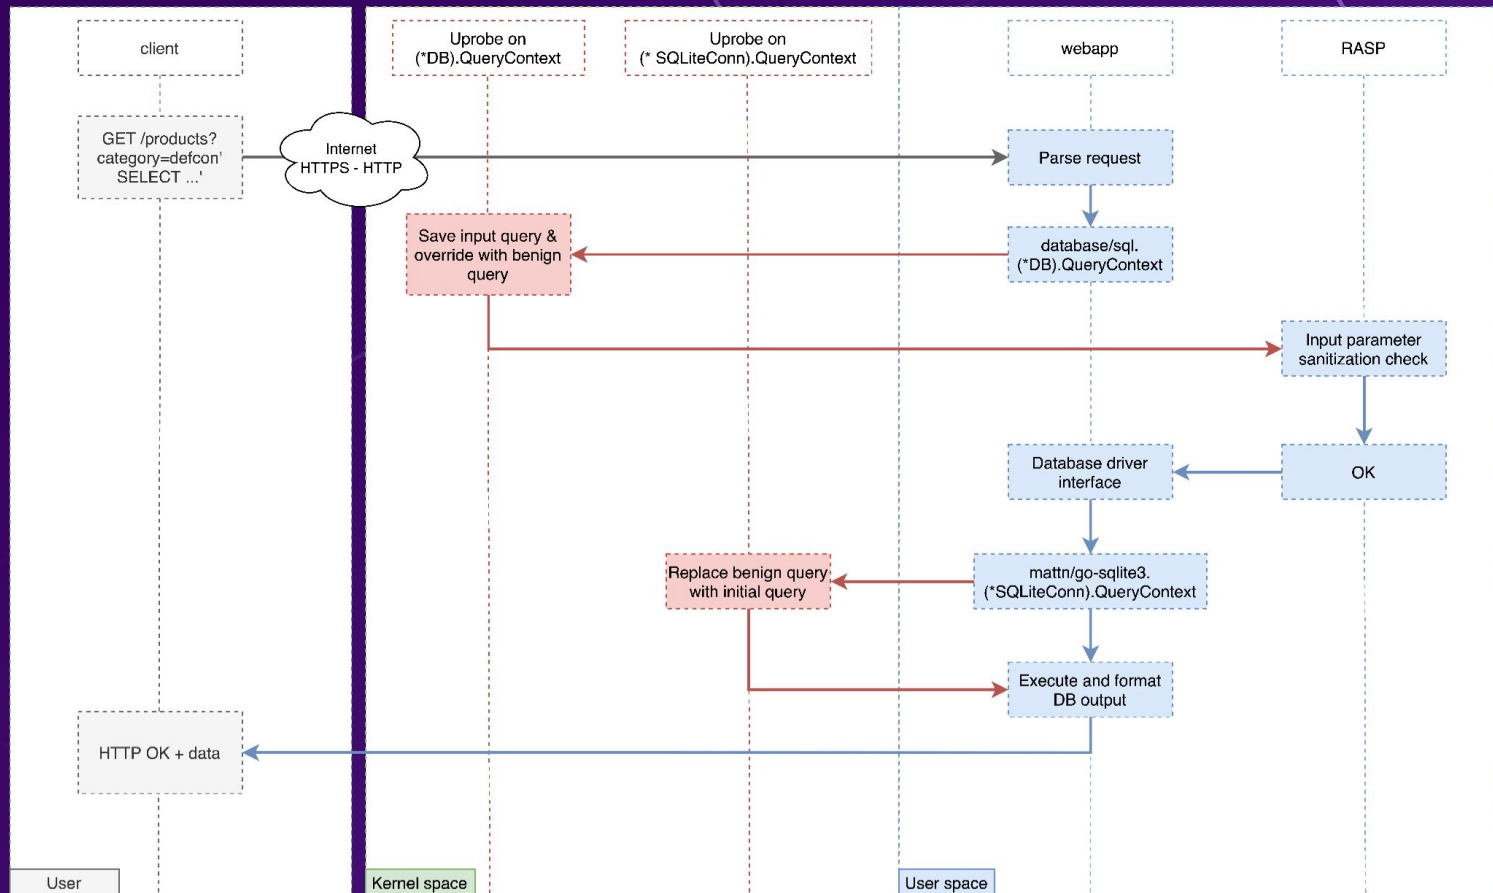 client
Uprobe on
(*DB).QueryContext
Uprobe on
(* SQLiteConn).QueryContext
webapp
RASP
GET /products?
category=defcon'
SELECT ...'
Internet
HTTPS - HTTP
Parse request
Save input query &
override with benign
query
database/sql.
(*DB).QueryContext
Input parameter
sanitization check
Database driver
interface
OK
Replace benign query
with initial query
mattn/go-sqlite3.
(*SQLiteConn).QueryContext
Execute and format
DB output
HTTP OK + data
User
Kernel space
User space